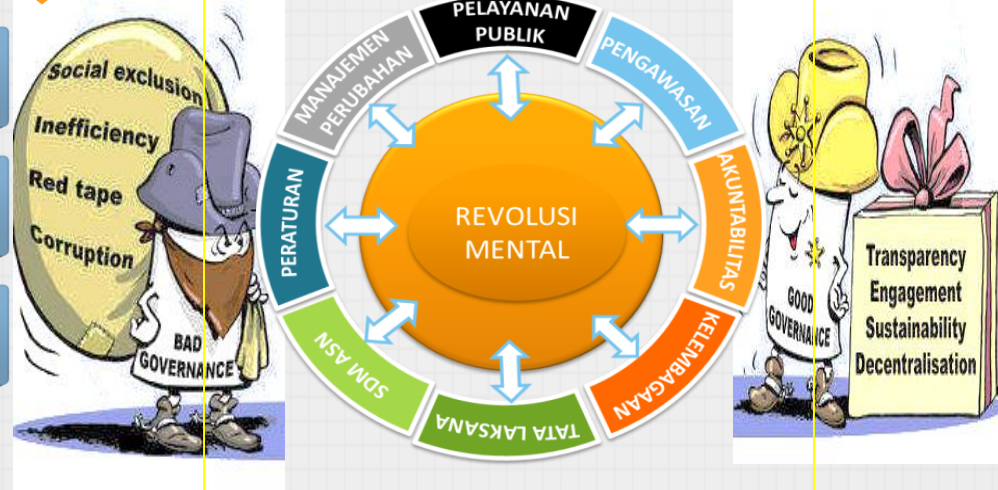 Social exclusion
Inefficiency
Red tape
Corruption
BAD
GOVERNANCE
MANAJEMEN
PERUBAHAN
PELAYANAN
PUBLIK
PENGAWASAN
AKUNTABILITAS
KELEMBAGAAN
TATA LAKSANA
SDM ASN
PERATURAN
REVOLUSI
MENTAL
GOOD
GOVERNANCE
Transparency
Engagement
Sustainability
Decentralisation